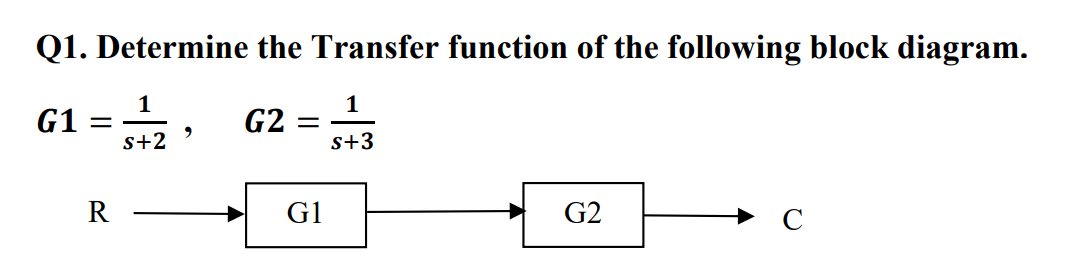 Q1. Determine the Transfer function of the following block diagram.
G1 = 1/(s+2) , G2 = 1/(s+3)
R G1 G2 C